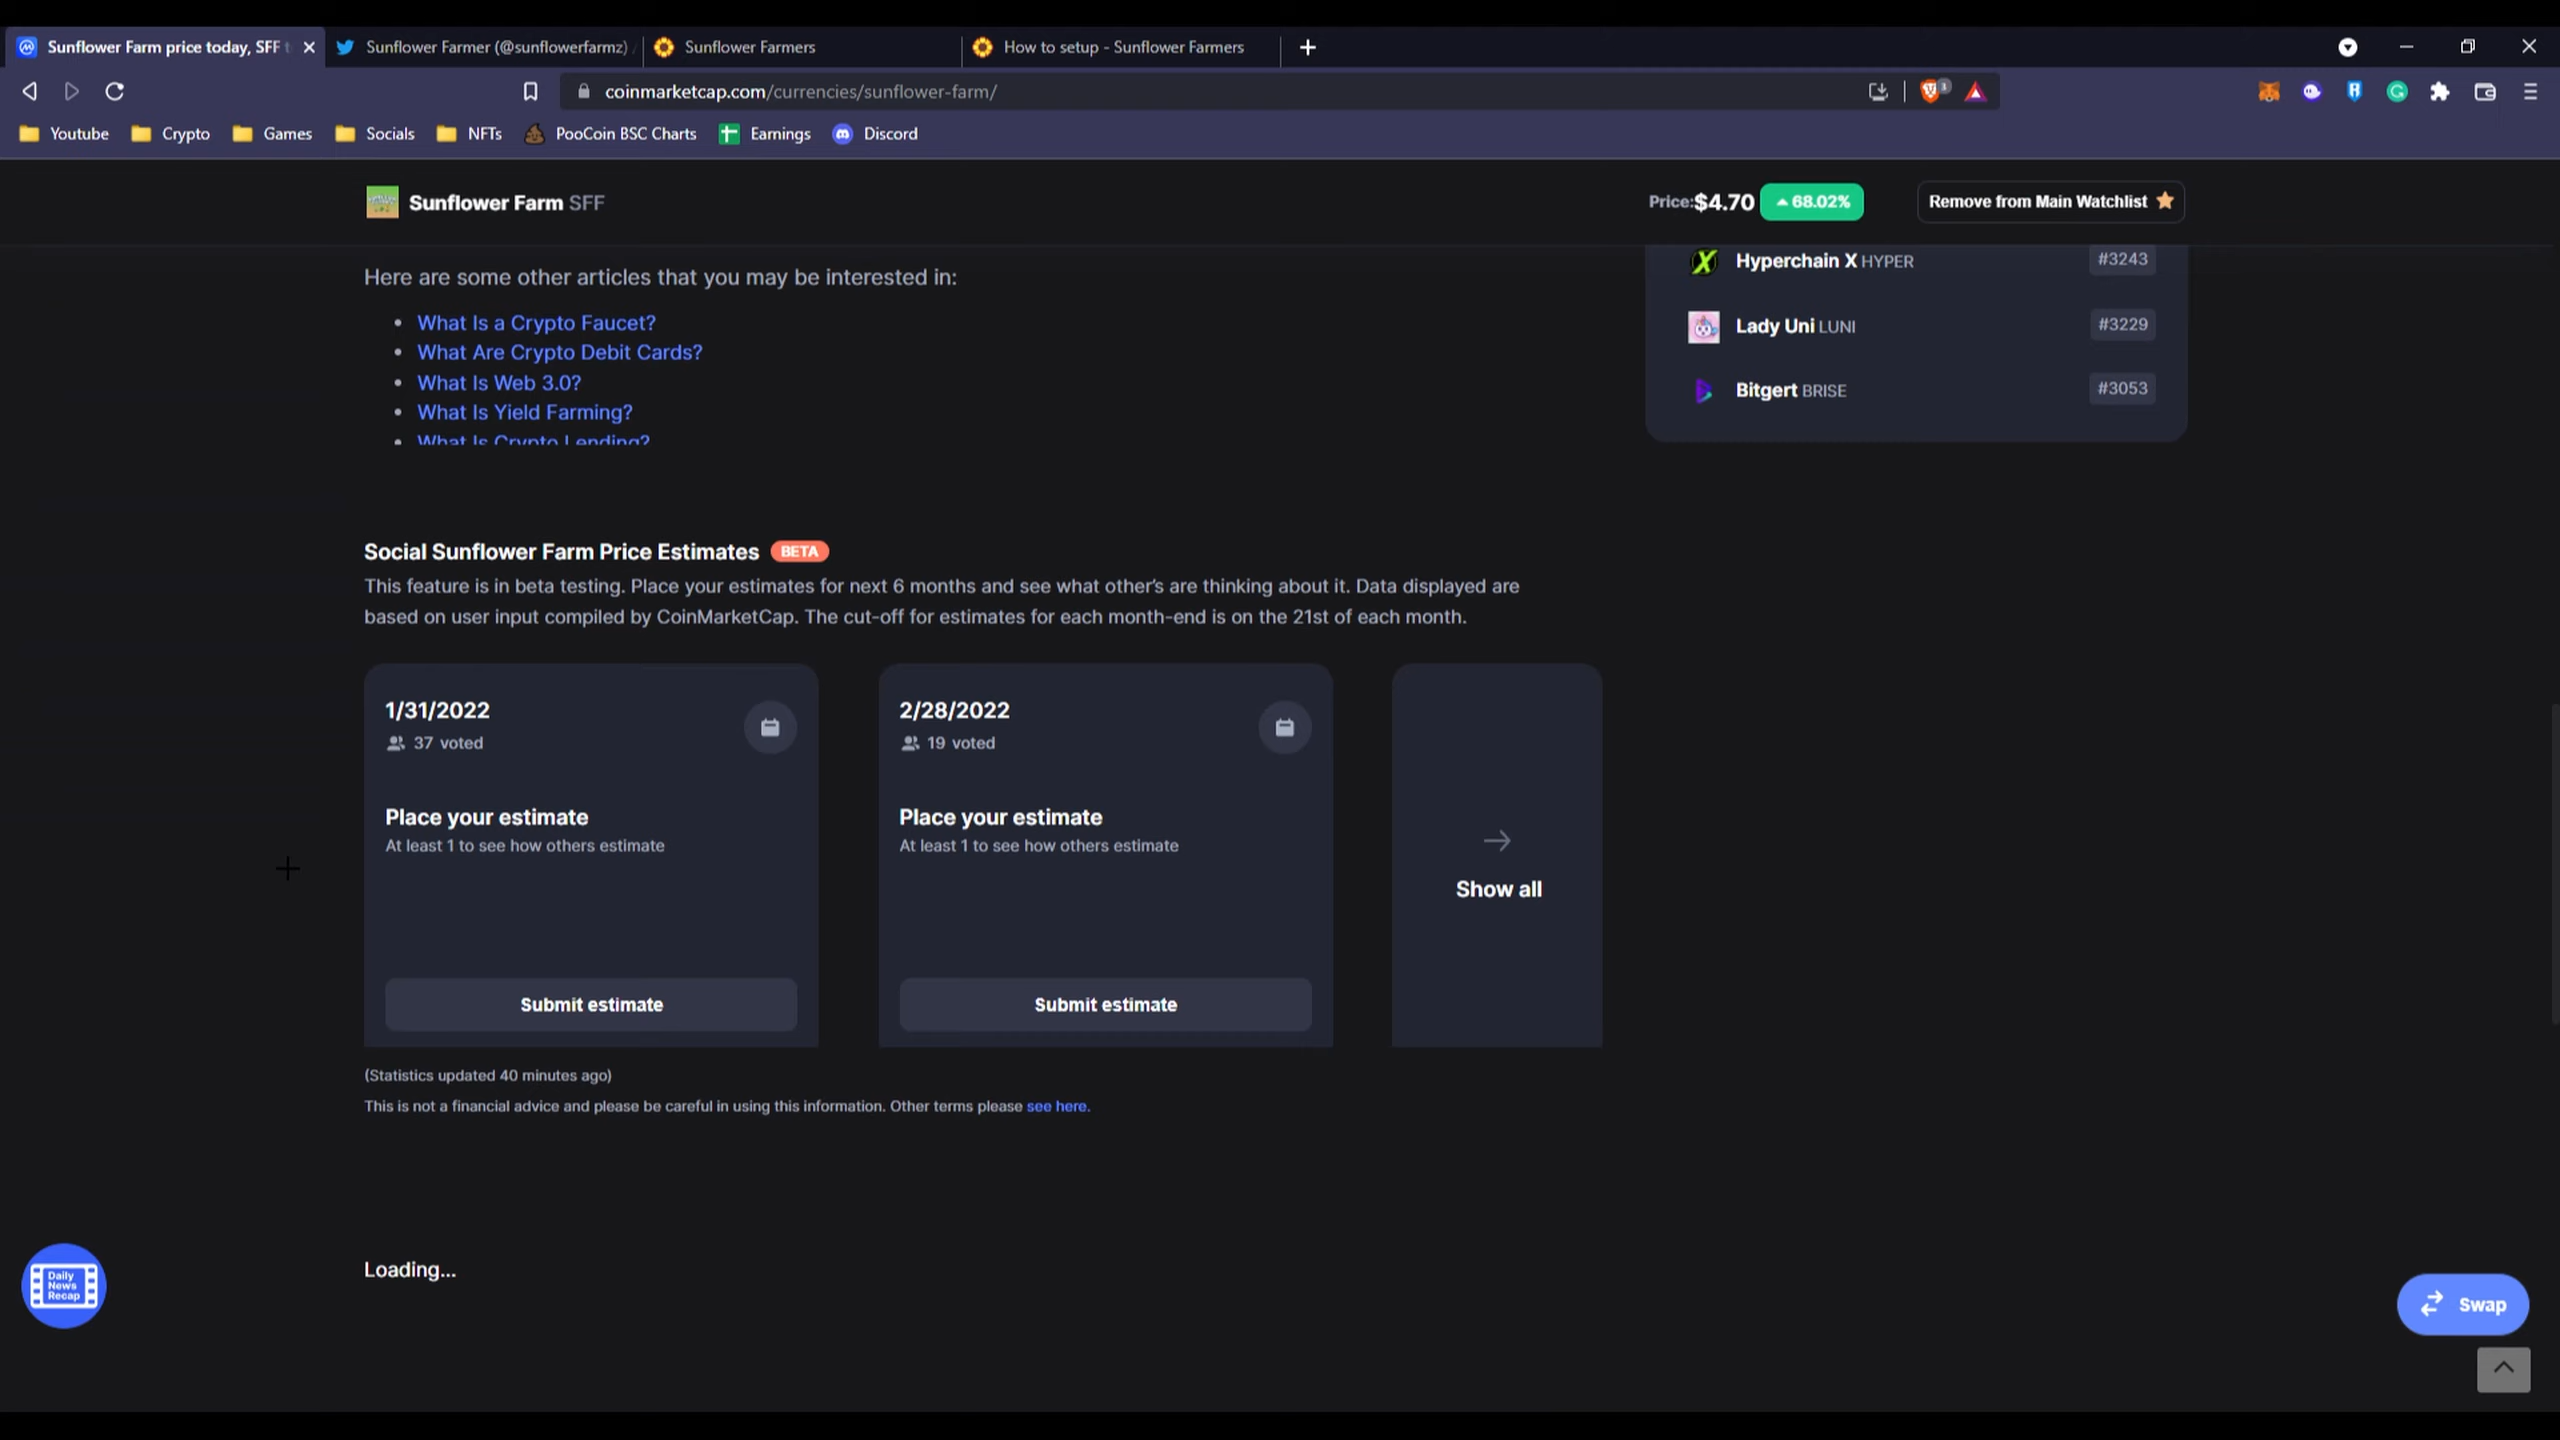 Sunflower Farm price today, SFF t
Sunflower Farmer (@sunflowerfarmz) /
Sunflower Farmers
How to setup - Sunflower Farmers
coinmarketcap.com/currencies/sunflower-farm/
3
Youtube
Crypto
Games
Socials
NFTs
PooCoin BSC Charts
Earnings
Discord
Sunflower Farm SFF
Price:$4.70
68.02%
Remove from Main Watchlist
Here are some other articles that you may be interested in:
What Is a Crypto Faucet?
What Are Crypto Debit Cards?
What Is Web 3.0?
What Is Yield Farming?
What Is Crypto Lending?
Hyperchain X HYPER
#3243
Lady Uni LUNI
#3229
Bitgert BRISE
#3053
Social Sunflower Farm Price Estimates BETA
This feature is in beta testing. Place your estimates for next 6 months and see what other's are thinking about it. Data displayed are
based on user input compiled by CoinMarketCap. The cut-off for estimates for each month-end is on the 21st of each month.
1/31/2022
37 voted
Place your estimate
At least 1 to see how others estimate
Submit estimate
2/28/2022
19 voted
Place your estimate
At least 1 to see how others estimate
Submit estimate
Show all
(Statistics updated 40 minutes ago)
This is not a financial advice and please be careful in using this information. Other terms please see here.
Loading...
Daily
News
Recap
Swap